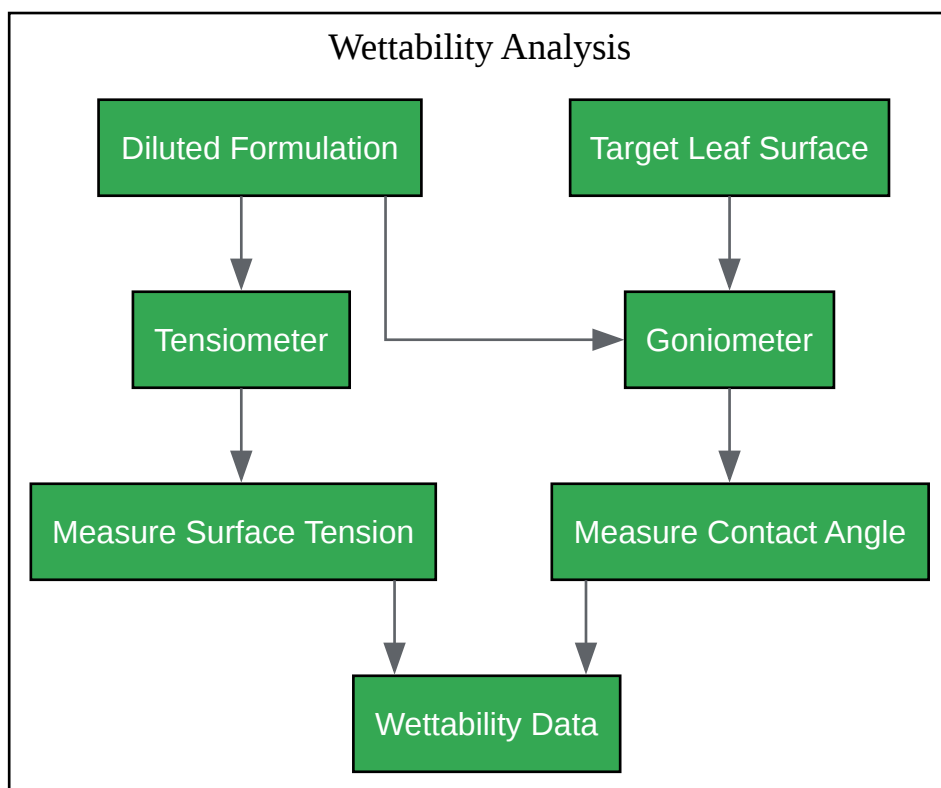 Wettability Analysis
Diluted Formulation
Target Leaf Surface
Tensiometer
Goniometer
Measure Surface Tension
Measure Contact Angle
Wettability Data